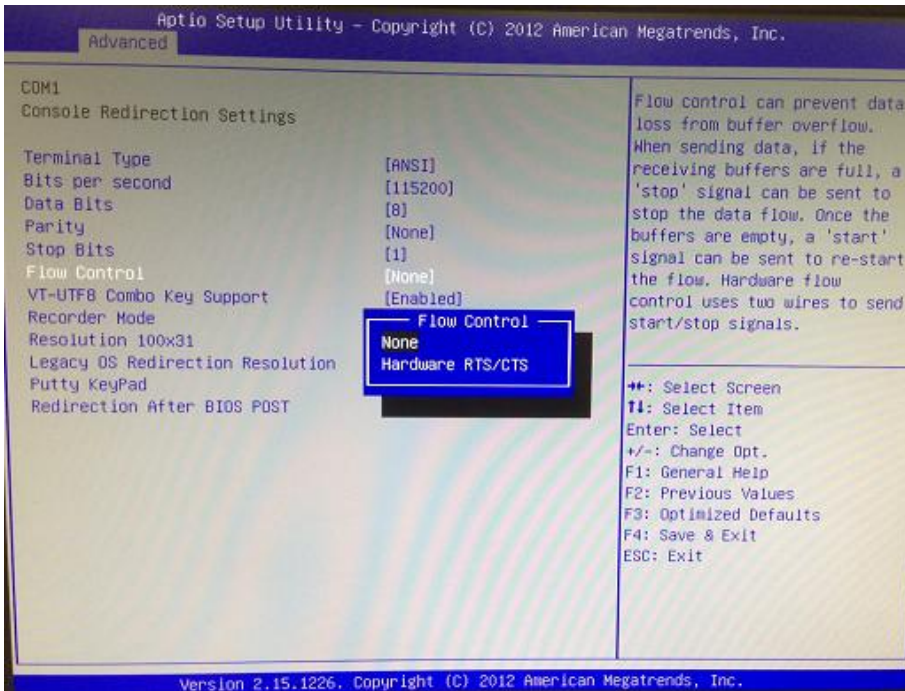 Aptio Setup Utility – Copyright (C) 2012 American Megatrends, Inc.
Advanced
COM1
Console Redirection Settings
Terminal Type [ANSI]
Bits per second [115200]
Data Bits [8]
Parity [None]
Stop Bits [1]
Flow Control [None]
VT-UTF8 Combo Key Support [Enabled]
Recorder Mode
Resolution 100x31
Legacy OS Redirection Resolution
Putty KeyPad
Redirection After BIOS POST
Flow Control
None
Hardware RTS/CTS
Flow control can prevent data
loss from buffer overflow.
When sending data, if the
receiving buffers are full, a
'stop' signal can be sent to
stop the data flow. Once the
buffers are empty, a 'start'
signal can be sent to re-start
the flow. Hardware flow
control uses two wires to send
start/stop signals.
→←: Select Screen
↑↓: Select Item
Enter: Select
+/-: Change Opt.
F1: General Help
F2: Previous Values
F3: Optimized Defaults
F4: Save & Exit
ESC: Exit
Version 2.15.1226. Copyright (C) 2012 American Megatrends, Inc.